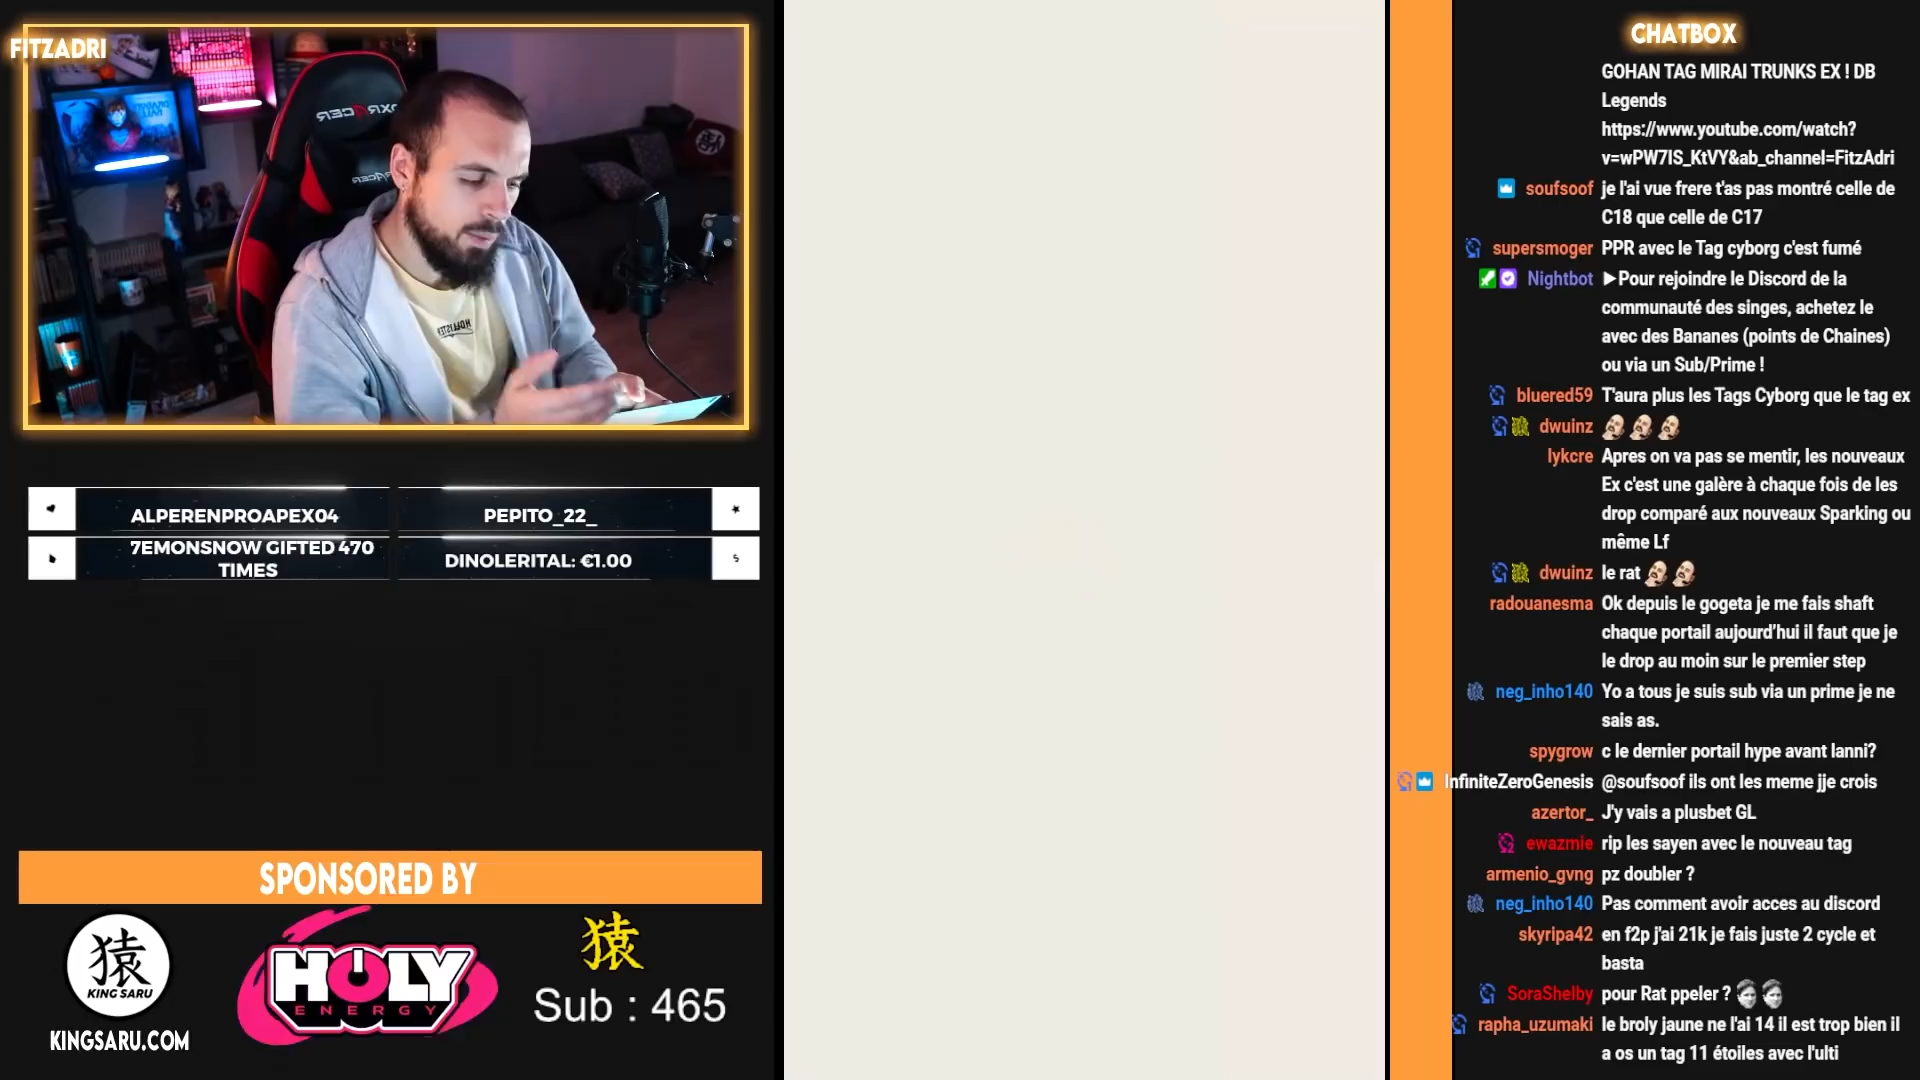 FITZADRI
ALPERENPROAPEX04
PEPITO_22_
7EMONSNOW GIFTED 470
TIMES
DINOLERITAL: €1.00
SPONSORED BY
猿
KING SARU
KINGSARU.COM
HOLY
ENERGY
猿
Sub : 465
CHATBOX
GOHAN TAG MIRAI TRUNKS EX ! DB
Legends
https://www.youtube.com/watch?
v=wPW7IS_KtVY&ab_channel=FitzAdri
soufsoof je l'ai vue frere t'as pas montré celle de
C18 que celle de C17
supersmoger PPR avec le Tag cyborg c'est fumé
Nightbot ►Pour rejoindre le Discord de la
communauté des singes, achetez le
avec des Bananes (points de Chaines)
ou via un Sub/Prime !
bluered59 T'aura plus les Tags Cyborg que le tag ex
dwuinz
lykcre Apres on va pas se mentir, les nouveaux
Ex c'est une galère à chaque fois de les
drop comparé aux nouveaux Sparking ou
même Lf
dwuinz le rat
radouanesma Ok depuis le gogeta je me fais shaft
chaque portail aujourd’hui il faut que je
le drop au moin sur le premier step
neg_inho140 Yo a tous je suis sub via un prime je ne
sais as.
spygrow c le dernier portail hype avant lanni?
InfiniteZeroGenesis @soufsoof ils ont les meme jje crois
azertor_ J'y vais a plusbet GL
ewazmie rip les sayen avec le nouveau tag
armenio_gvng pz doubler ?
neg_inho140 Pas comment avoir acces au discord
skyripa42 en f2p j'ai 21k je fais juste 2 cycle et
basta
SoraShelby pour Rat ppeler ?
rapha_uzumaki le broly jaune ne l'ai 14 il est trop bien il
a os un tag 11 étoiles avec l'ulti